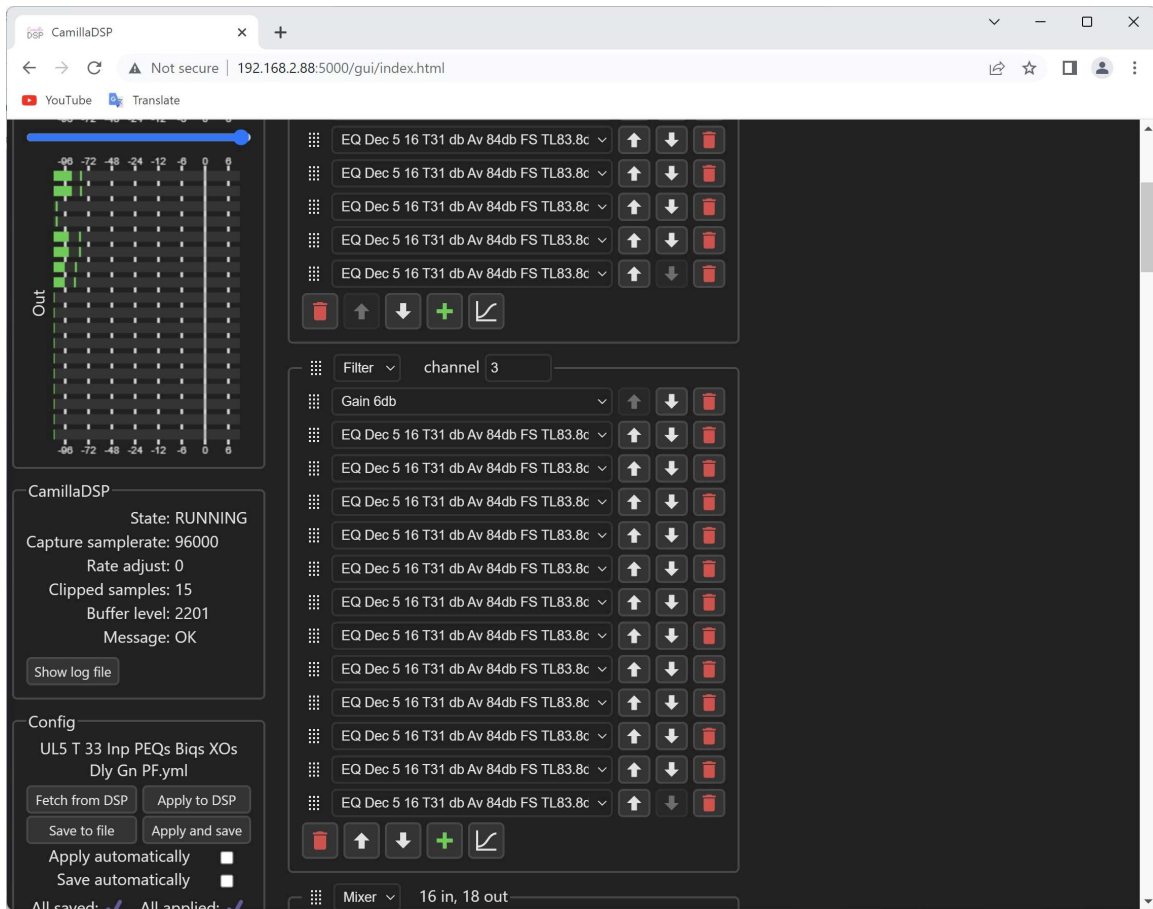 CamillaDSP
Not secure
192.168.2.88:5000/gui/index.html
YouTube
Translate
-96 -72 -48 -24 -12 -6 0 6
-96 -72 -48 -24 -12 -6 0 6
Out
-96 -72 -48 -24 -12 -6 0 6
CamillaDSP
State: RUNNING
Capture samplerate: 96000
Rate adjust: 0
Clipped samples: 15
Buffer level: 2201
Message: OK
Show log file
Config
UL5 T 33 Inp PEQs Biqs XOs
Dly Gn PF.yml
Fetch from DSP Apply to DSP
Save to file Apply and save
Apply automatically
Save automatically
All saved: All applied:
EQ Dec 5 16 T31 db Av 84db FS TL83.8c
EQ Dec 5 16 T31 db Av 84db FS TL83.8c
EQ Dec 5 16 T31 db Av 84db FS TL83.8c
EQ Dec 5 16 T31 db Av 84db FS TL83.8c
EQ Dec 5 16 T31 db Av 84db FS TL83.8c
Filter channel 3
Gain 6db
EQ Dec 5 16 T31 db Av 84db FS TL83.8c
EQ Dec 5 16 T31 db Av 84db FS TL83.8c
EQ Dec 5 16 T31 db Av 84db FS TL83.8c
EQ Dec 5 16 T31 db Av 84db FS TL83.8c
EQ Dec 5 16 T31 db Av 84db FS TL83.8c
EQ Dec 5 16 T31 db Av 84db FS TL83.8c
EQ Dec 5 16 T31 db Av 84db FS TL83.8c
EQ Dec 5 16 T31 db Av 84db FS TL83.8c
EQ Dec 5 16 T31 db Av 84db FS TL83.8c
EQ Dec 5 16 T31 db Av 84db FS TL83.8c
EQ Dec 5 16 T31 db Av 84db FS TL83.8c
EQ Dec 5 16 T31 db Av 84db FS TL83.8c
Mixer 16 in, 18 out